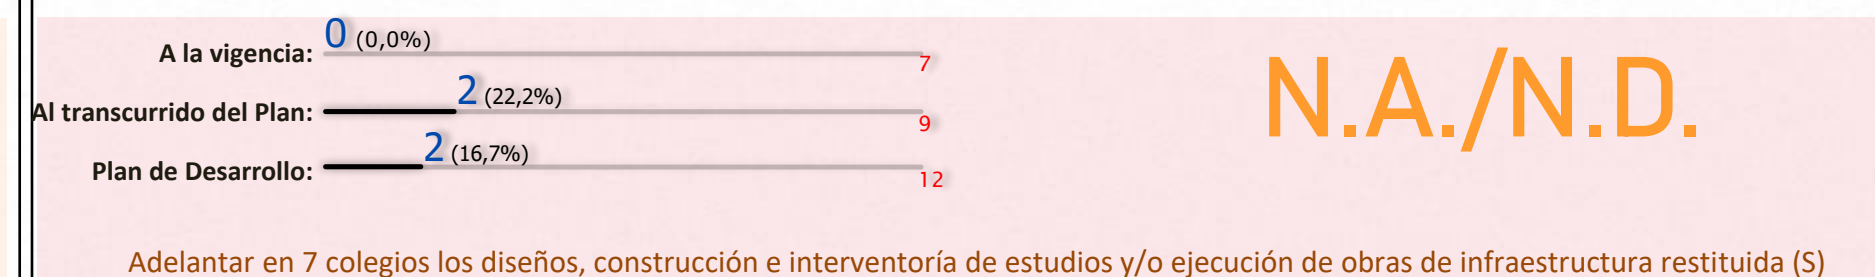 A la vigencia: 0 (0,0%) 7
Al transcurrido del Plan: 2 (22,2%) 9
Plan de Desarrollo: 2 (16,7%) 12
N.A./N.D.
Adelantar en 7 colegios los diseños, construcción e interventoría de estudios y/o ejecución de obras de infraestructura restituida (S)